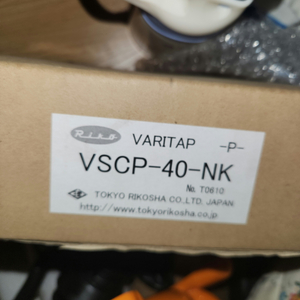 Riko VARITAP -P-
VSCP-40-NK
No. T0610
TOKYO RIKOSHA CO.,LTD, JAPAN
http://www.tokyorikosha.co.jp